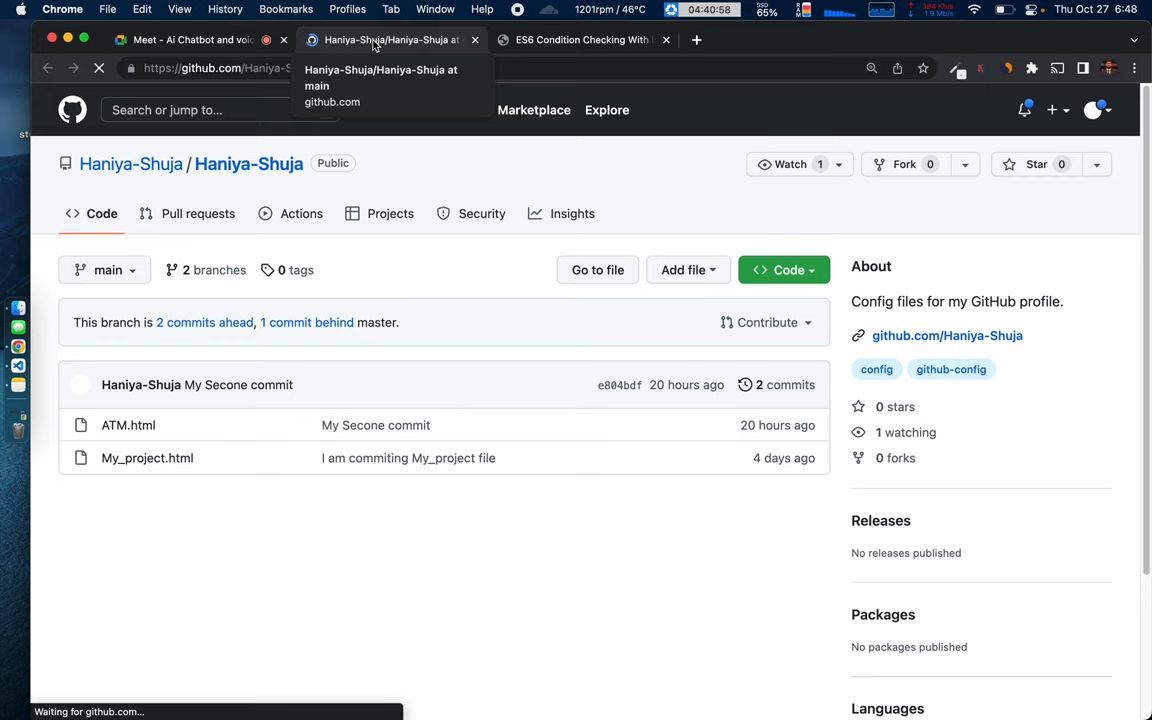 Chrome File Edit View History Bookmarks Profiles Tab Window Help 1201rpm / 46°C 04:40:58 SSD 65% 1.9 MB/s Thu Oct 27 6:48
Meet - Ai Chatbot and voic
Haniya-Shuja/Haniya-Shuja at
ES6 Condition Checking With I
https://github.com/Haniya-S
Haniya-Shuja/Haniya-Shuja at
main
github.com
Search or jump to...
Marketplace Explore
Haniya-Shuja / Haniya-Shuja Public
Watch 1 Fork 0 Star 0
Code Pull requests Actions Projects Security Insights
main 2 branches 0 tags Go to file Add file Code
This branch is 2 commits ahead, 1 commit behind master. Contribute
Haniya-Shuja My Secone commit e804bdf 20 hours ago 2 commits
ATM.html My Secone commit 20 hours ago
My_project.html I am commiting My_project file 4 days ago
About
Config files for my GitHub profile.
github.com/Haniya-Shuja
config github-config
0 stars
1 watching
0 forks
Releases
No releases published
Packages
No packages published
Languages
Waiting for github.com...